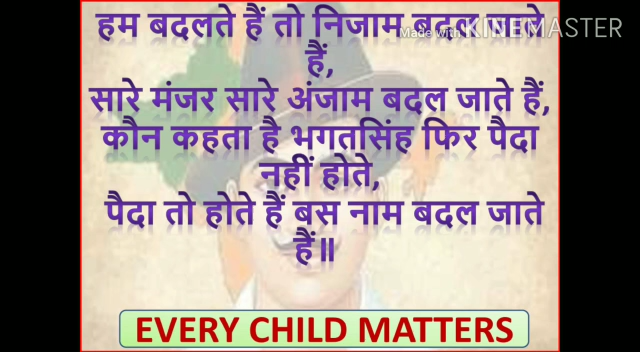 हम बदलते हैं तो निजाम बदल जाते
हैं,
Made with KINEMASTER
सारे मंजर सारे अंजाम बदल जाते हैं,
कौन कहता है भगतसिंह फिर पैदा
नहीं होते,
पैदा तो होते हैं बस नाम बदल जाते
हैं॥
EVERY CHILD MATTERS